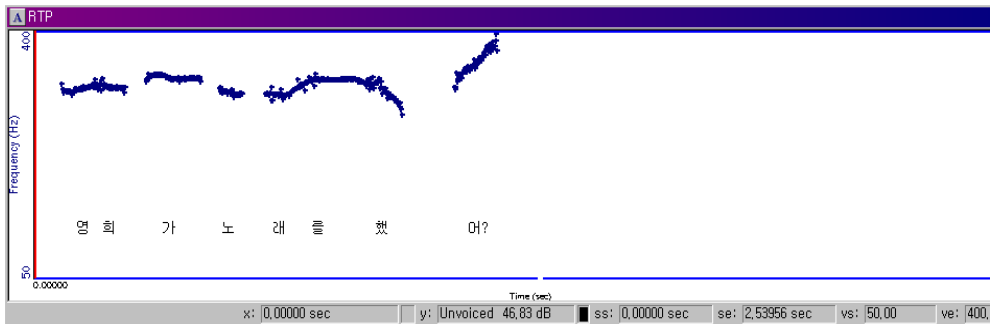 A RTP
400
Frequency (Hz)
영 희 가 노 래 를 했 어?
50
0.00000
Time (sec)
x: 0,00000 sec y: Unvoiced 46,83 dB ss: 0,00000 sec se: 2,53956 sec vs: 50,00 ve: 400,